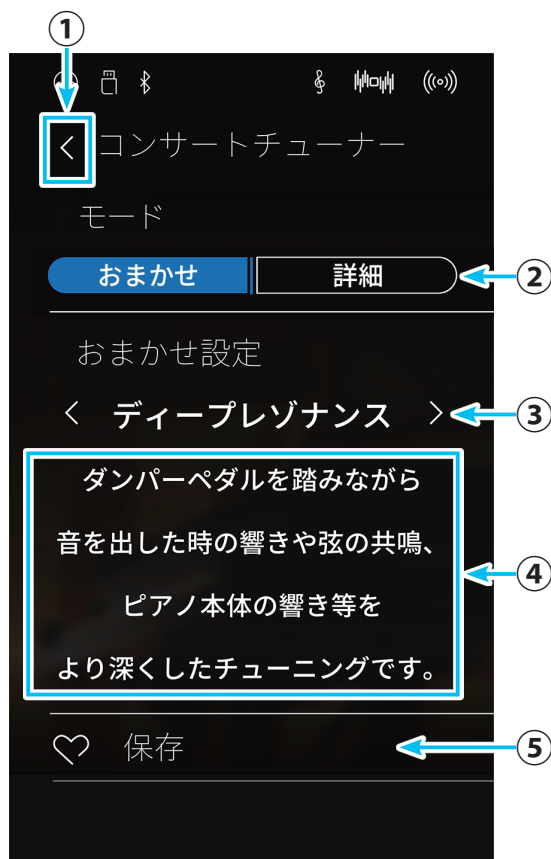 ①
コンサートチューナー
モード
おまかせ 詳細 ②
おまかせ設定
ディープレゾナンス ③
ダンパーペダルを踏みながら
音を出した時の響きや弦の共鳴、
ピアノ本体の響き等を ④
より深くしたチューニングです。
保存 ⑤